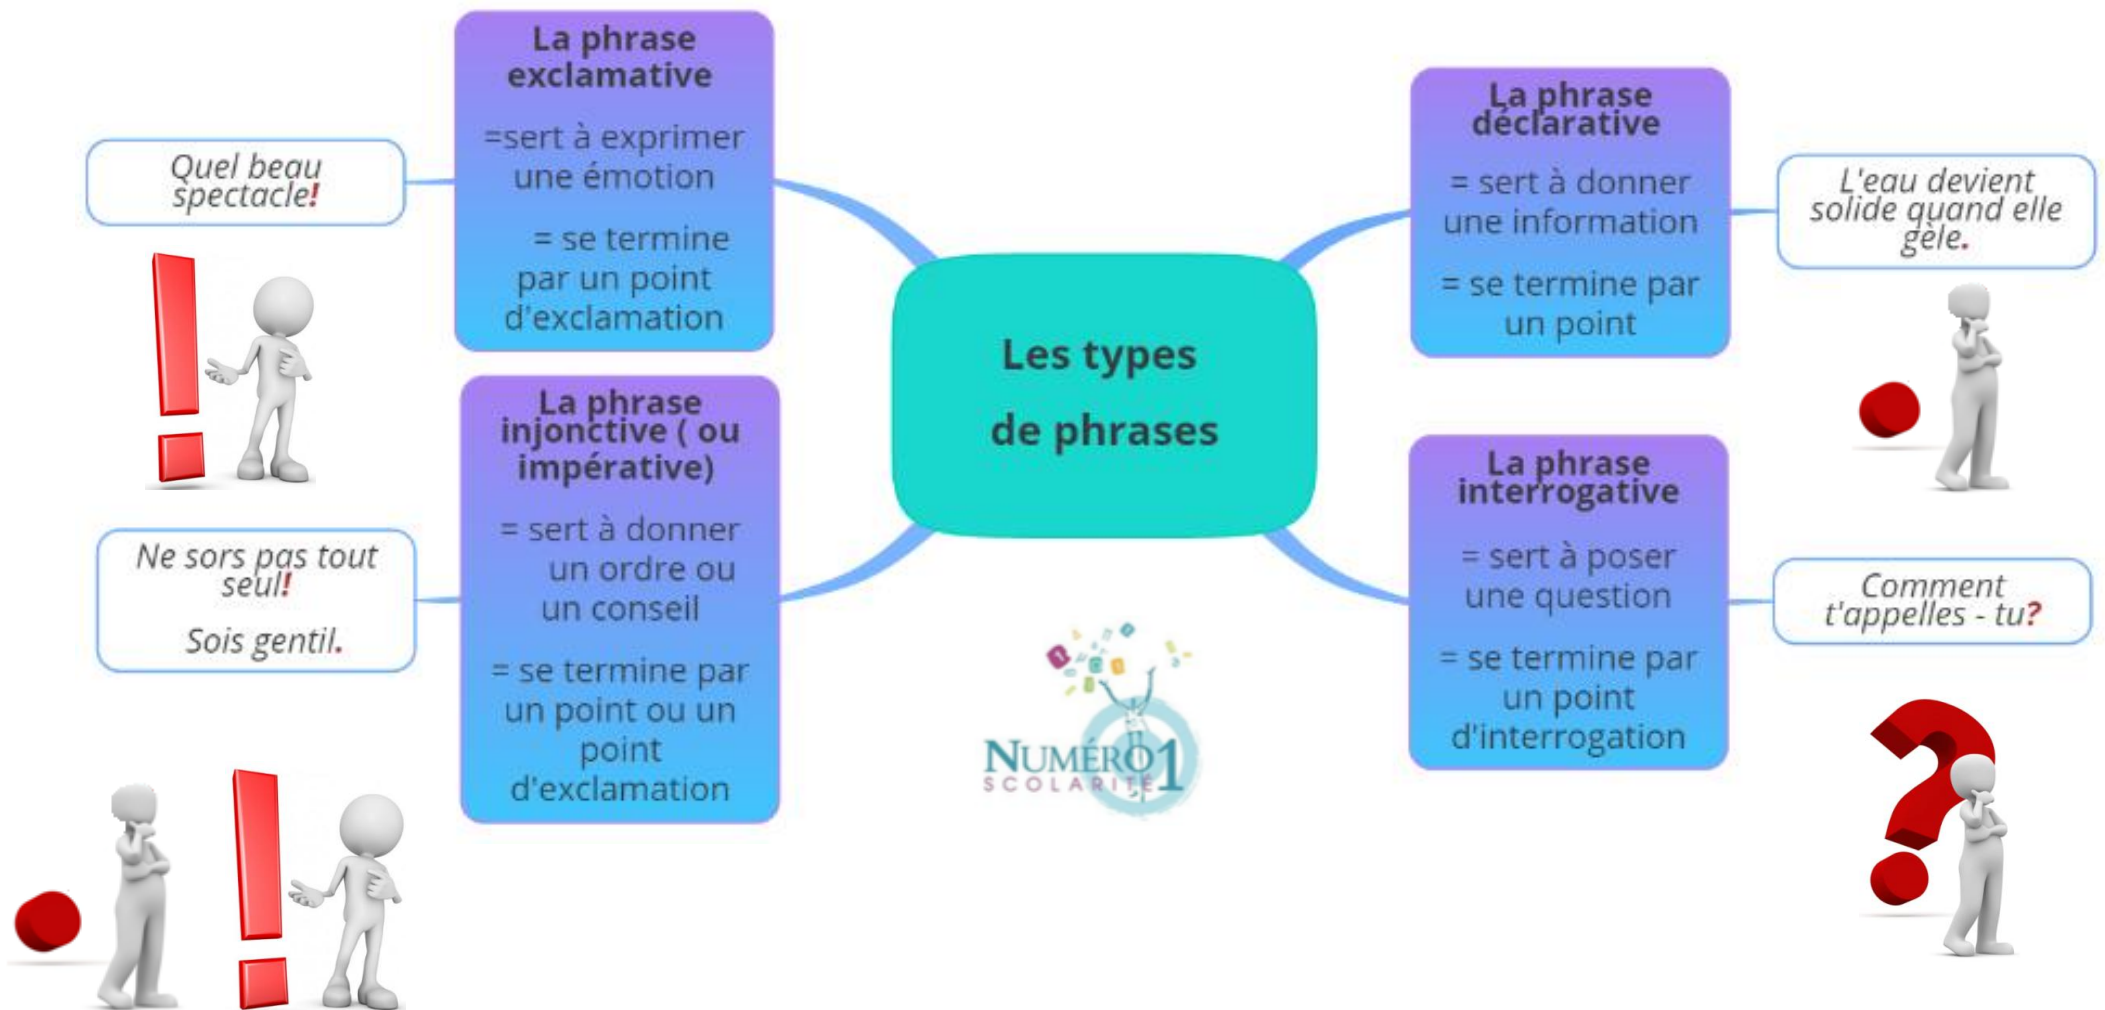 La phrase
exclamative
=sert à exprimer
une émotion
= se termine
par un point
d'exclamation
Quel beau
spectacle!
La phrase
injonctive ( ou
impérative)
= sert à donner
un ordre ou
un conseil
= se termine par
un point ou un
point
d'exclamation
Ne sors pas tout
seul!
Sois gentil.
Les types
de phrases
La phrase
déclarative
= sert à donner
une information
= se termine par
un point
L'eau devient
solide quand elle
gèle.
La phrase
interrogative
= sert à poser
une question
= se termine par
un point
d'interrogation
Comment
t'appelles - tu?
NUMÉRO1
SCOLARITÉ